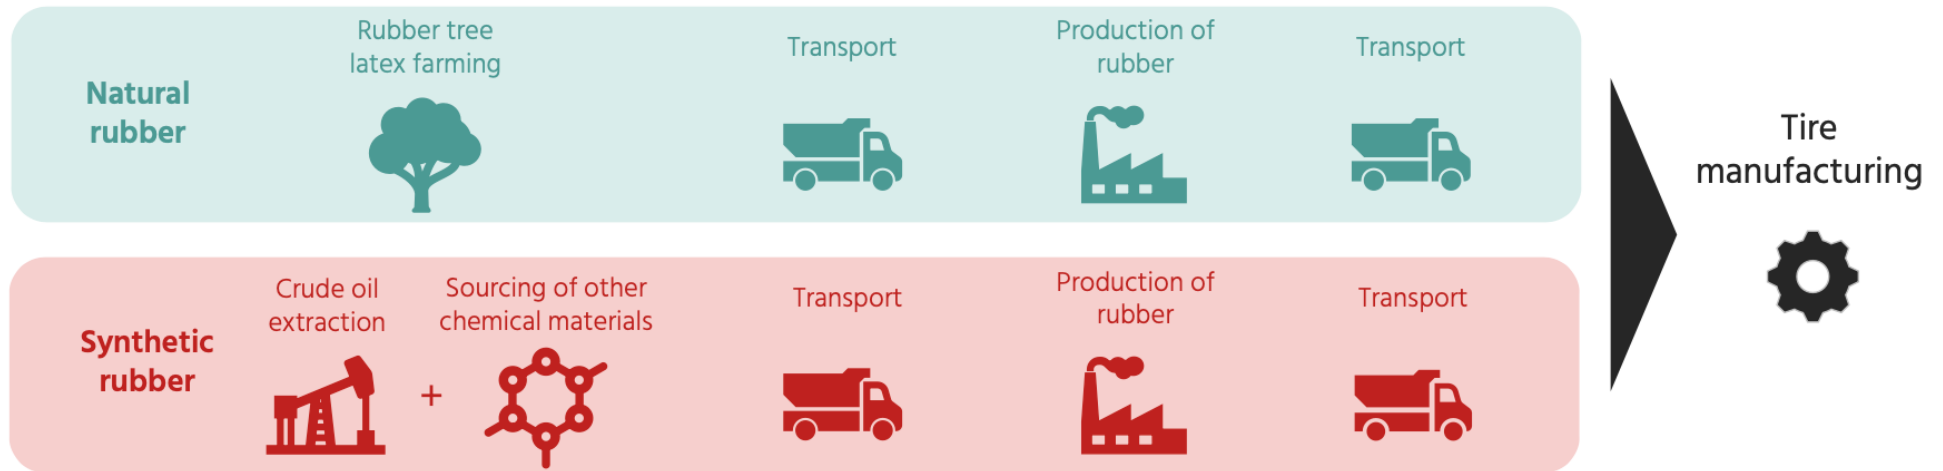 Natural
rubber
Rubber tree
latex farming
Transport
Production of
rubber
Transport
Synthetic
rubber
Crude oil
extraction
+
Sourcing of other
chemical materials
Transport
Production of
rubber
Transport
Tire
manufacturing